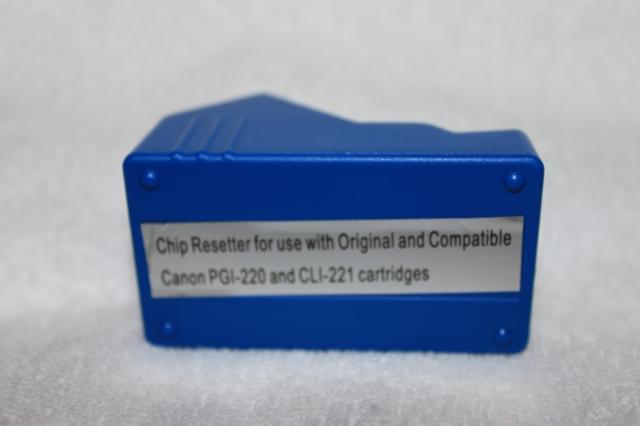 Chip Resetter for use with Original and Compatible
Canon PGI-220 and CLI-221 cartridges